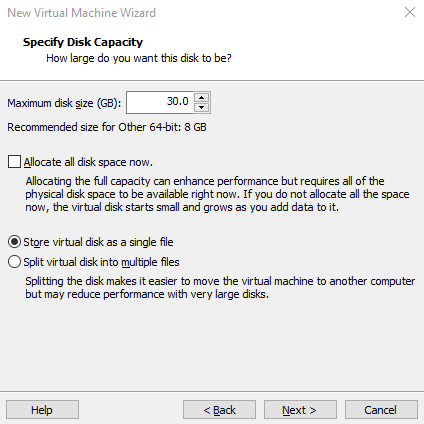 New Virtual Machine Wizard
Specify Disk Capacity
How large do you want this disk to be?
Maximum disk size (GB): 30.0
Recommended size for Other 64-bit: 8 GB
Allocate all disk space now.
Allocating the full capacity can enhance performance but requires all of the
physical disk space to be available right now. If you do not allocate all the space
now, the virtual disk starts small and grows as you add data to it.
Store virtual disk as a single file
Split virtual disk into multiple files
Splitting the disk makes it easier to move the virtual machine to another computer
but may reduce performance with very large disks.
Help < Back Next > Cancel